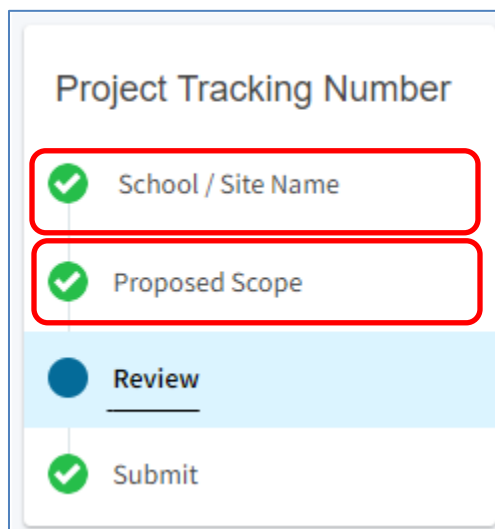 Project Tracking Number
School / Site Name
Proposed Scope
Review
Submit